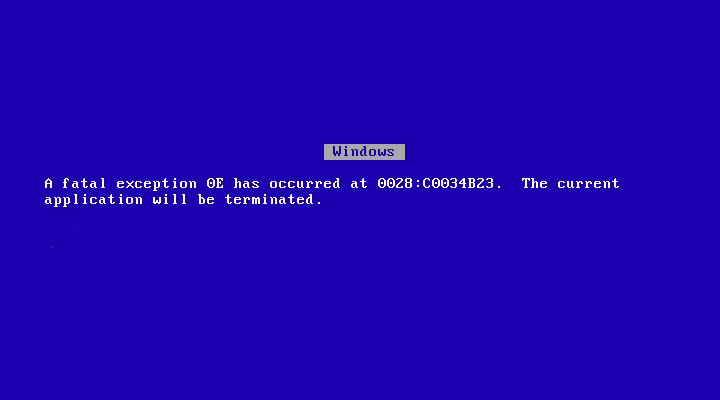 Windows
A fatal exception 0E has occurred at 0028:C0034B23.  The current
application will be terminated.